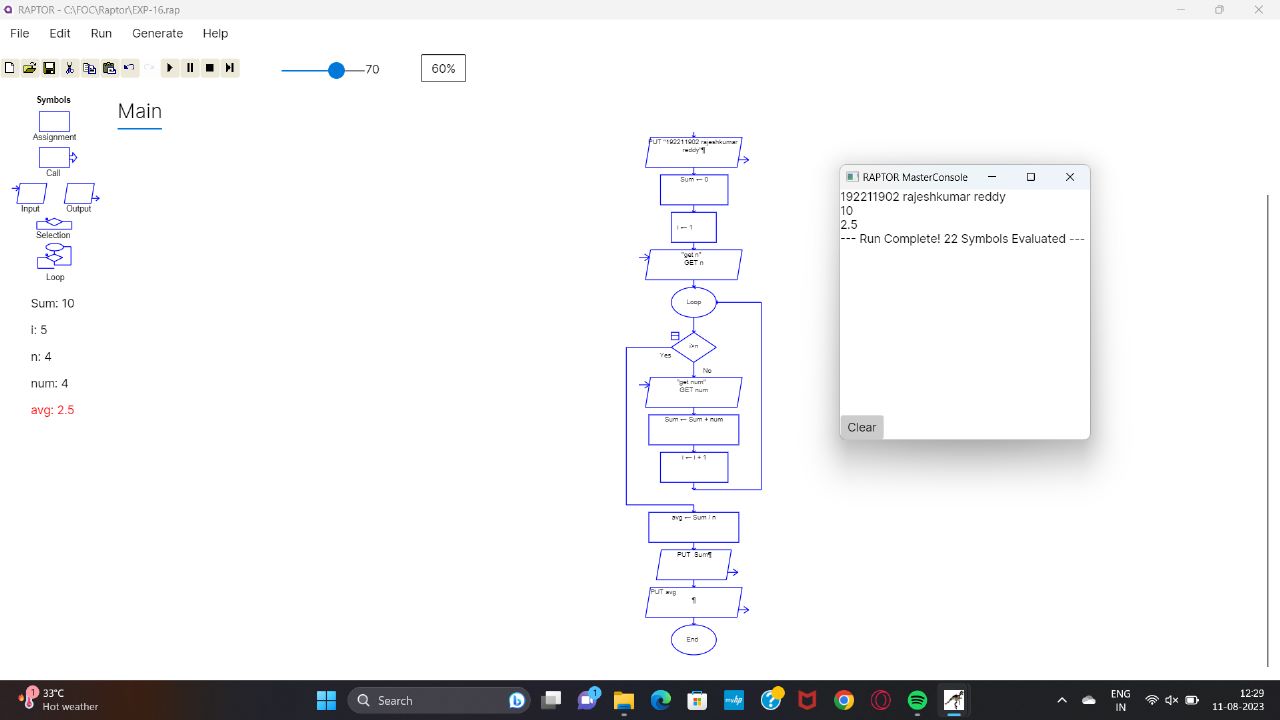 RAPTOR - C:\FOC\Raptor\EXP-16.rap
File Edit Run Generate Help
70
60%
Symbols
Assignment
Call
Input Output
Selection
Loop
Sum: 10
i: 5
n: 4
num: 4
avg: 2.5
Main
PUT "192211902 rajeshkumar
reddy"¶
Sum ← 0
i ← 1
"get n"
GET n
Loop
i>n
Yes
No
"get num"
GET num
Sum ← Sum + num
i ← i + 1
avg ← Sum / n
PUT Sum¶
PUT avg
¶
End
RAPTOR MasterConsole
192211902 rajeshkumar reddy
10
2.5
--- Run Complete! 22 Symbols Evaluated ---
Clear
1
33°C
Hot weather
Search
1
myhp
ENG
IN
12:29
11-08-2023